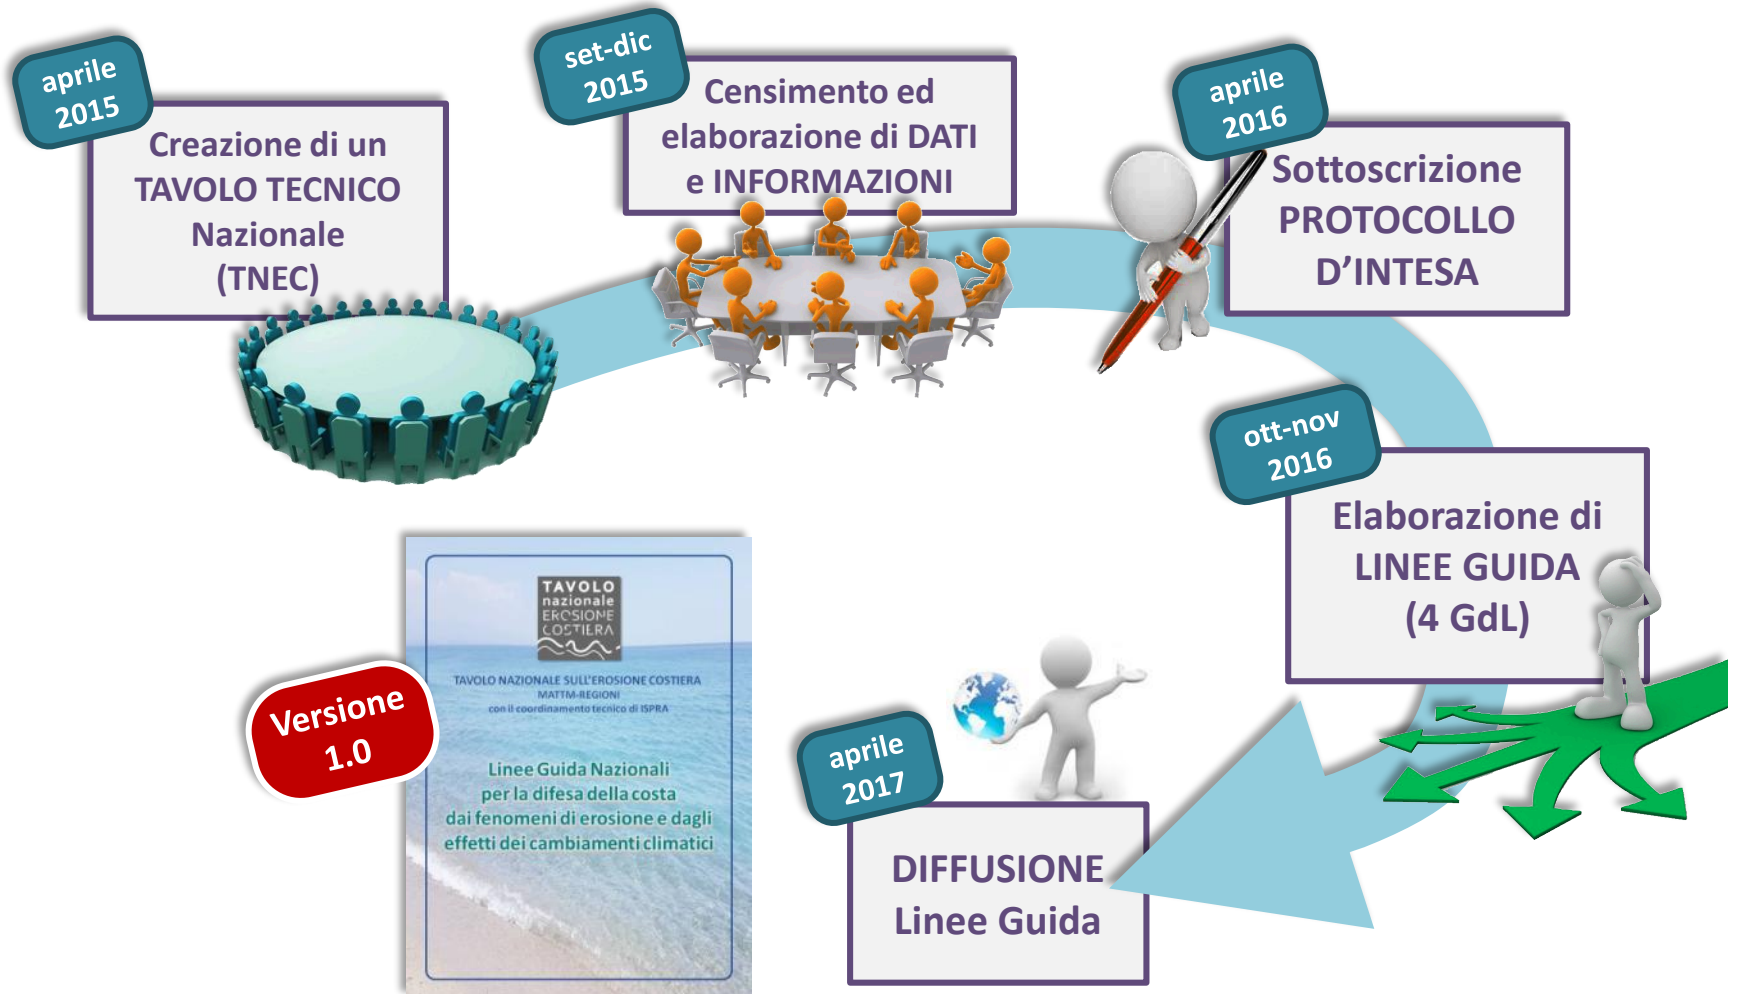 aprile
2015
Creazione di un
TAVOLO TECNICO
Nazionale
(TNEC)
set-dic
2015
Censimento ed
elaborazione di DATI
e INFORMAZIONI
aprile
2016
Sottoscrizione
PROTOCOLLO
D’INTESA
ott-nov
2016
Elaborazione di
LINEE GUIDA
(4 GdL)
aprile
2017
DIFFUSIONE
Linee Guida
Versione
1.0
TAVOLO
nazionale
EROSIONE
COSTIERA
TAVOLO NAZIONALE SULL'EROSIONE COSTIERA
MATTM-REGIONI
con il coordinamento tecnico di ISPRA
Linee Guida Nazionali
per la difesa della costa
dai fenomeni di erosione e dagli
effetti dei cambiamenti climatici